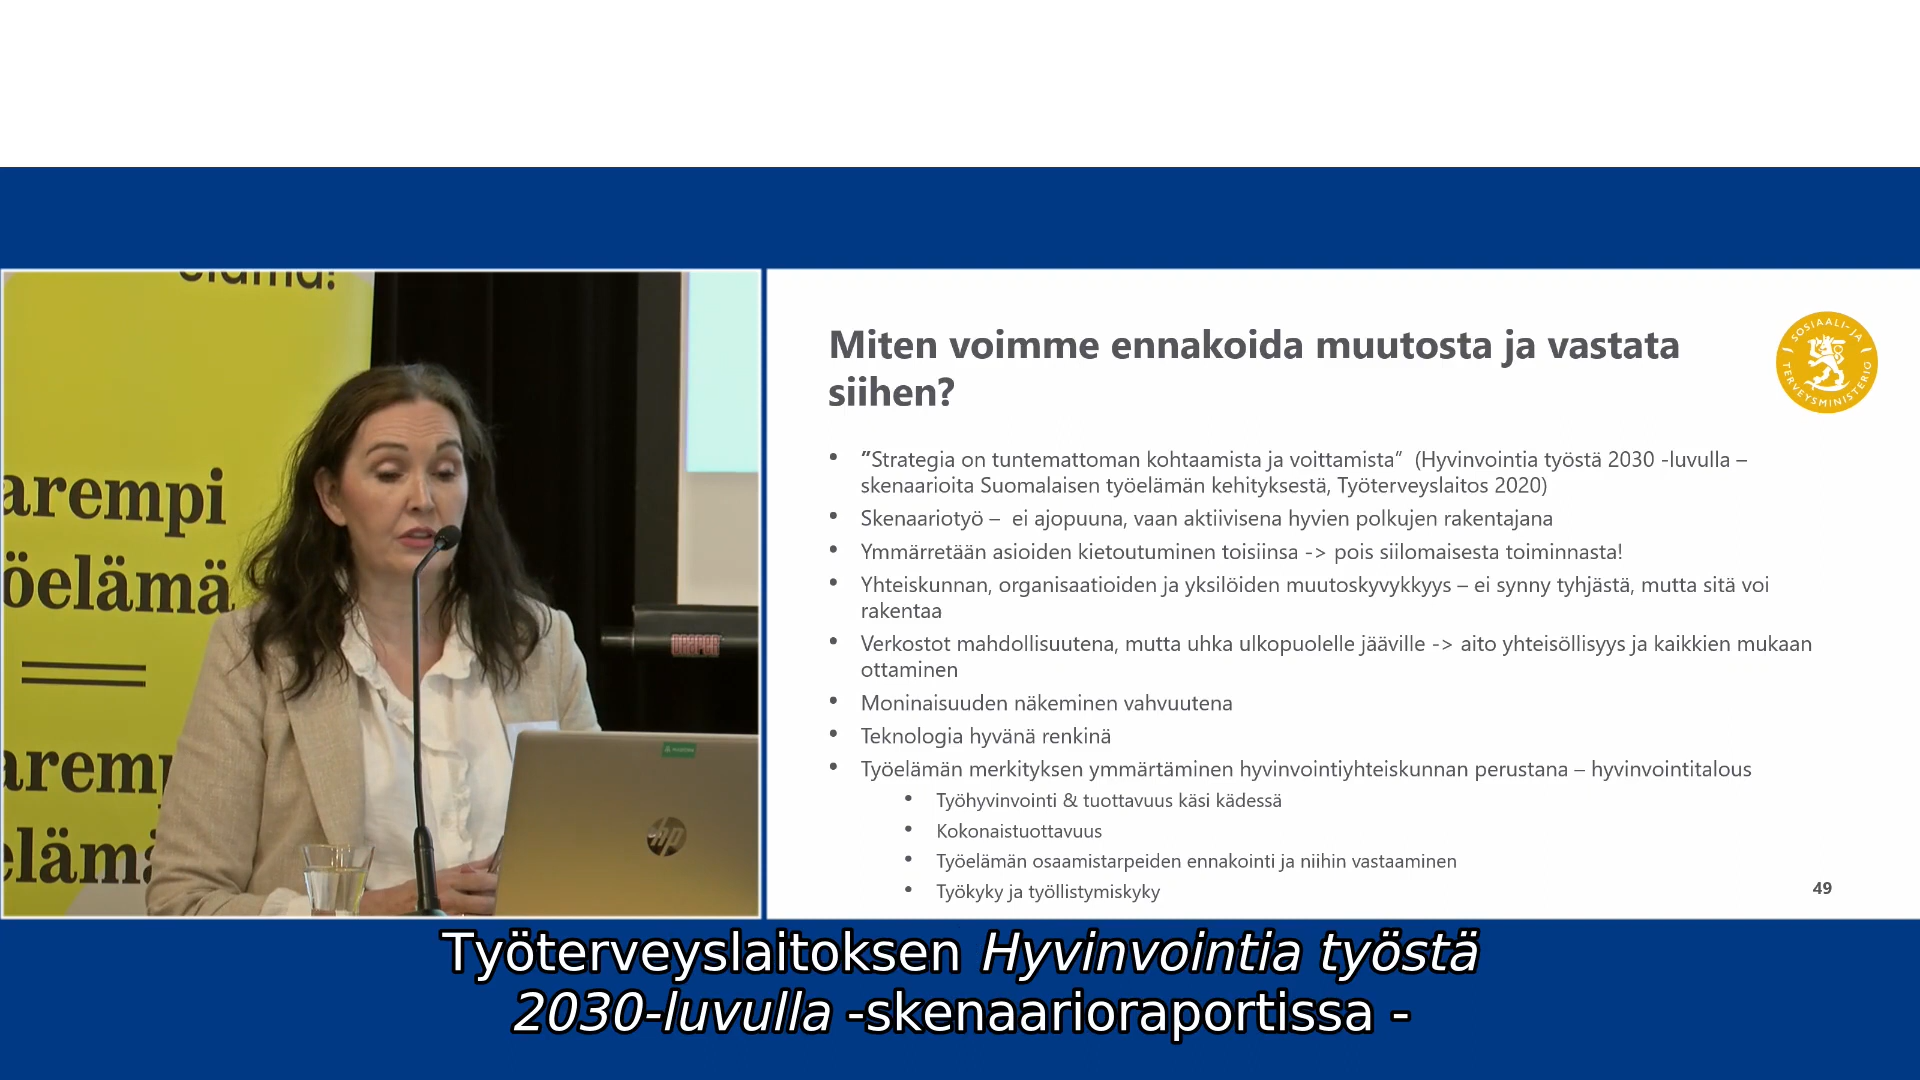 elämä!
arempi
öelämä
arem
elämä
hp
Miten voimme ennakoida muutosta ja vastata
siihen?
SOSIAALI- JA
TERVEYSMINISTERIÖ
• ”Strategia on tuntemattoman kohtaamista ja voittamista” (Hyvinvointia työstä 2030 -luvulla –
skenaarioita Suomalaisen työelämän kehityksestä, Työterveyslaitos 2020)
• Skenaariotyö – ei ajopuuna, vaan aktiivisena hyvien polkujen rakentajana
• Ymmärretään asioiden kietoutuminen toisiinsa -> pois siilomaisesta toiminnasta!
• Yhteiskunnan, organisaatioiden ja yksilöiden muutoskyvykkyys – ei synny tyhjästä, mutta sitä voi
rakentaa
• Verkostot mahdollisuutena, mutta uhka ulkopuolelle jääville -> aito yhteisöllisyys ja kaikkien mukaan
ottaminen
• Moninaisuuden näkeminen vahvuutena
• Teknologia hyvänä renkinä
• Työelämän merkityksen ymmärtäminen hyvinvointiyhteiskunnan perustana – hyvinvointitalous
• Työhyvinvointi & tuottavuus käsi kädessä
• Kokonaistuottavuus
• Työelämän osaamistarpeiden ennakointi ja niihin vastaaminen
• Työkyky ja työllistymiskyky
49
Työterveyslaitoksen Hyvinvointia työstä
2030-luvulla -skenaarioraportissa -